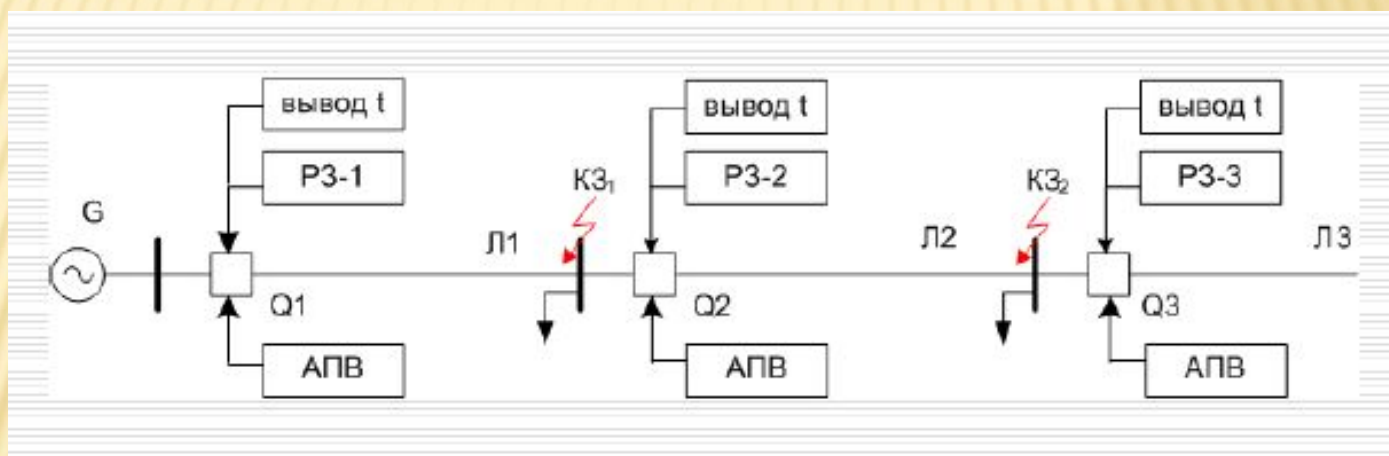 вывод t
вывод t
вывод t
РЗ-1
РЗ-2
РЗ-3
КЗ₁
КЗ₂
G
Л1
Л2
Л3
Q1
Q2
Q3
АПВ
АПВ
АПВ